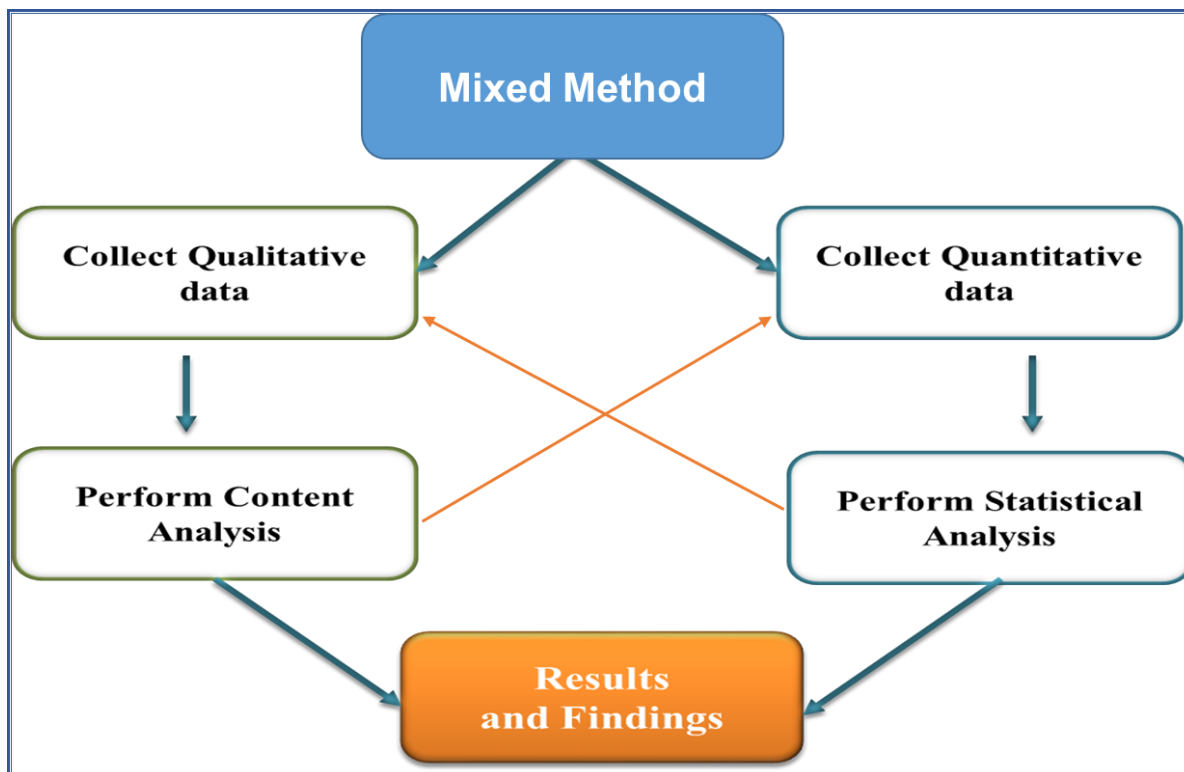 Mixed Method
Collect Qualitative
data
Collect Quantitative
data
Perform Content
Analysis
Perform Statistical
Analysis
Results
and Findings